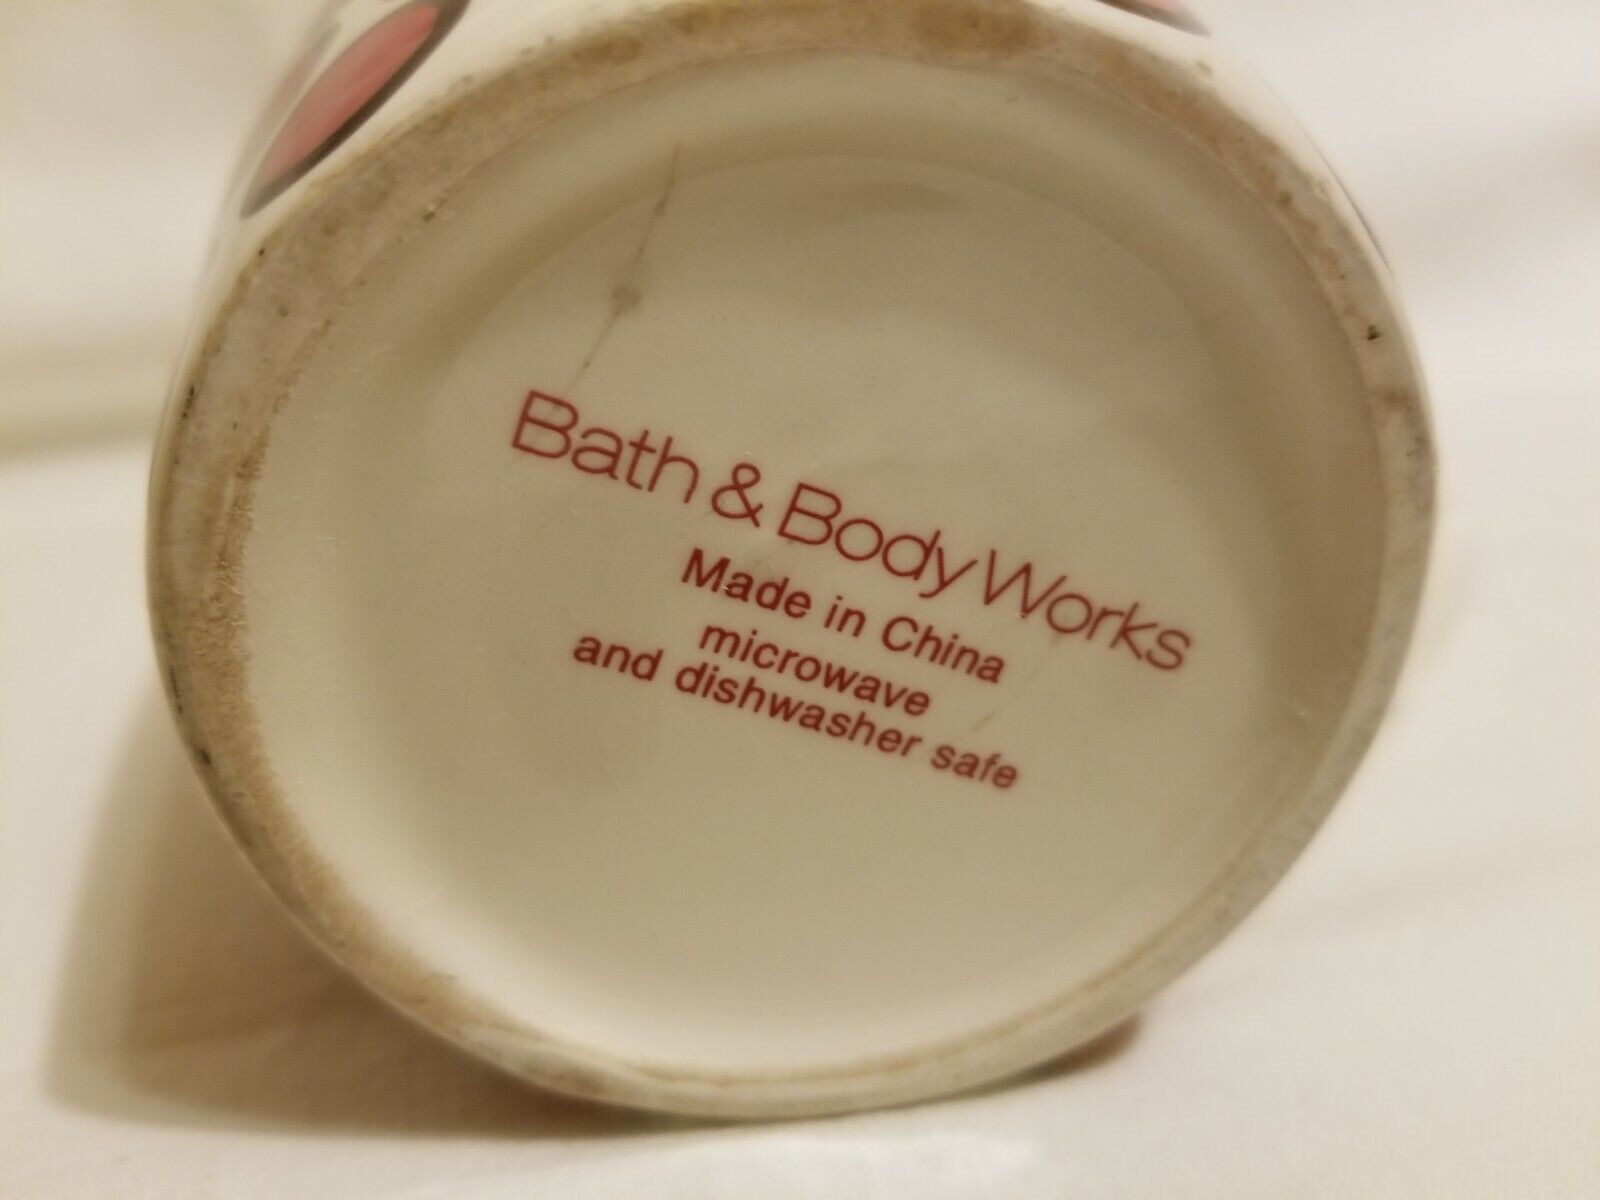 Bath & Body Works
Made in China
microwave
and dishwasher safe